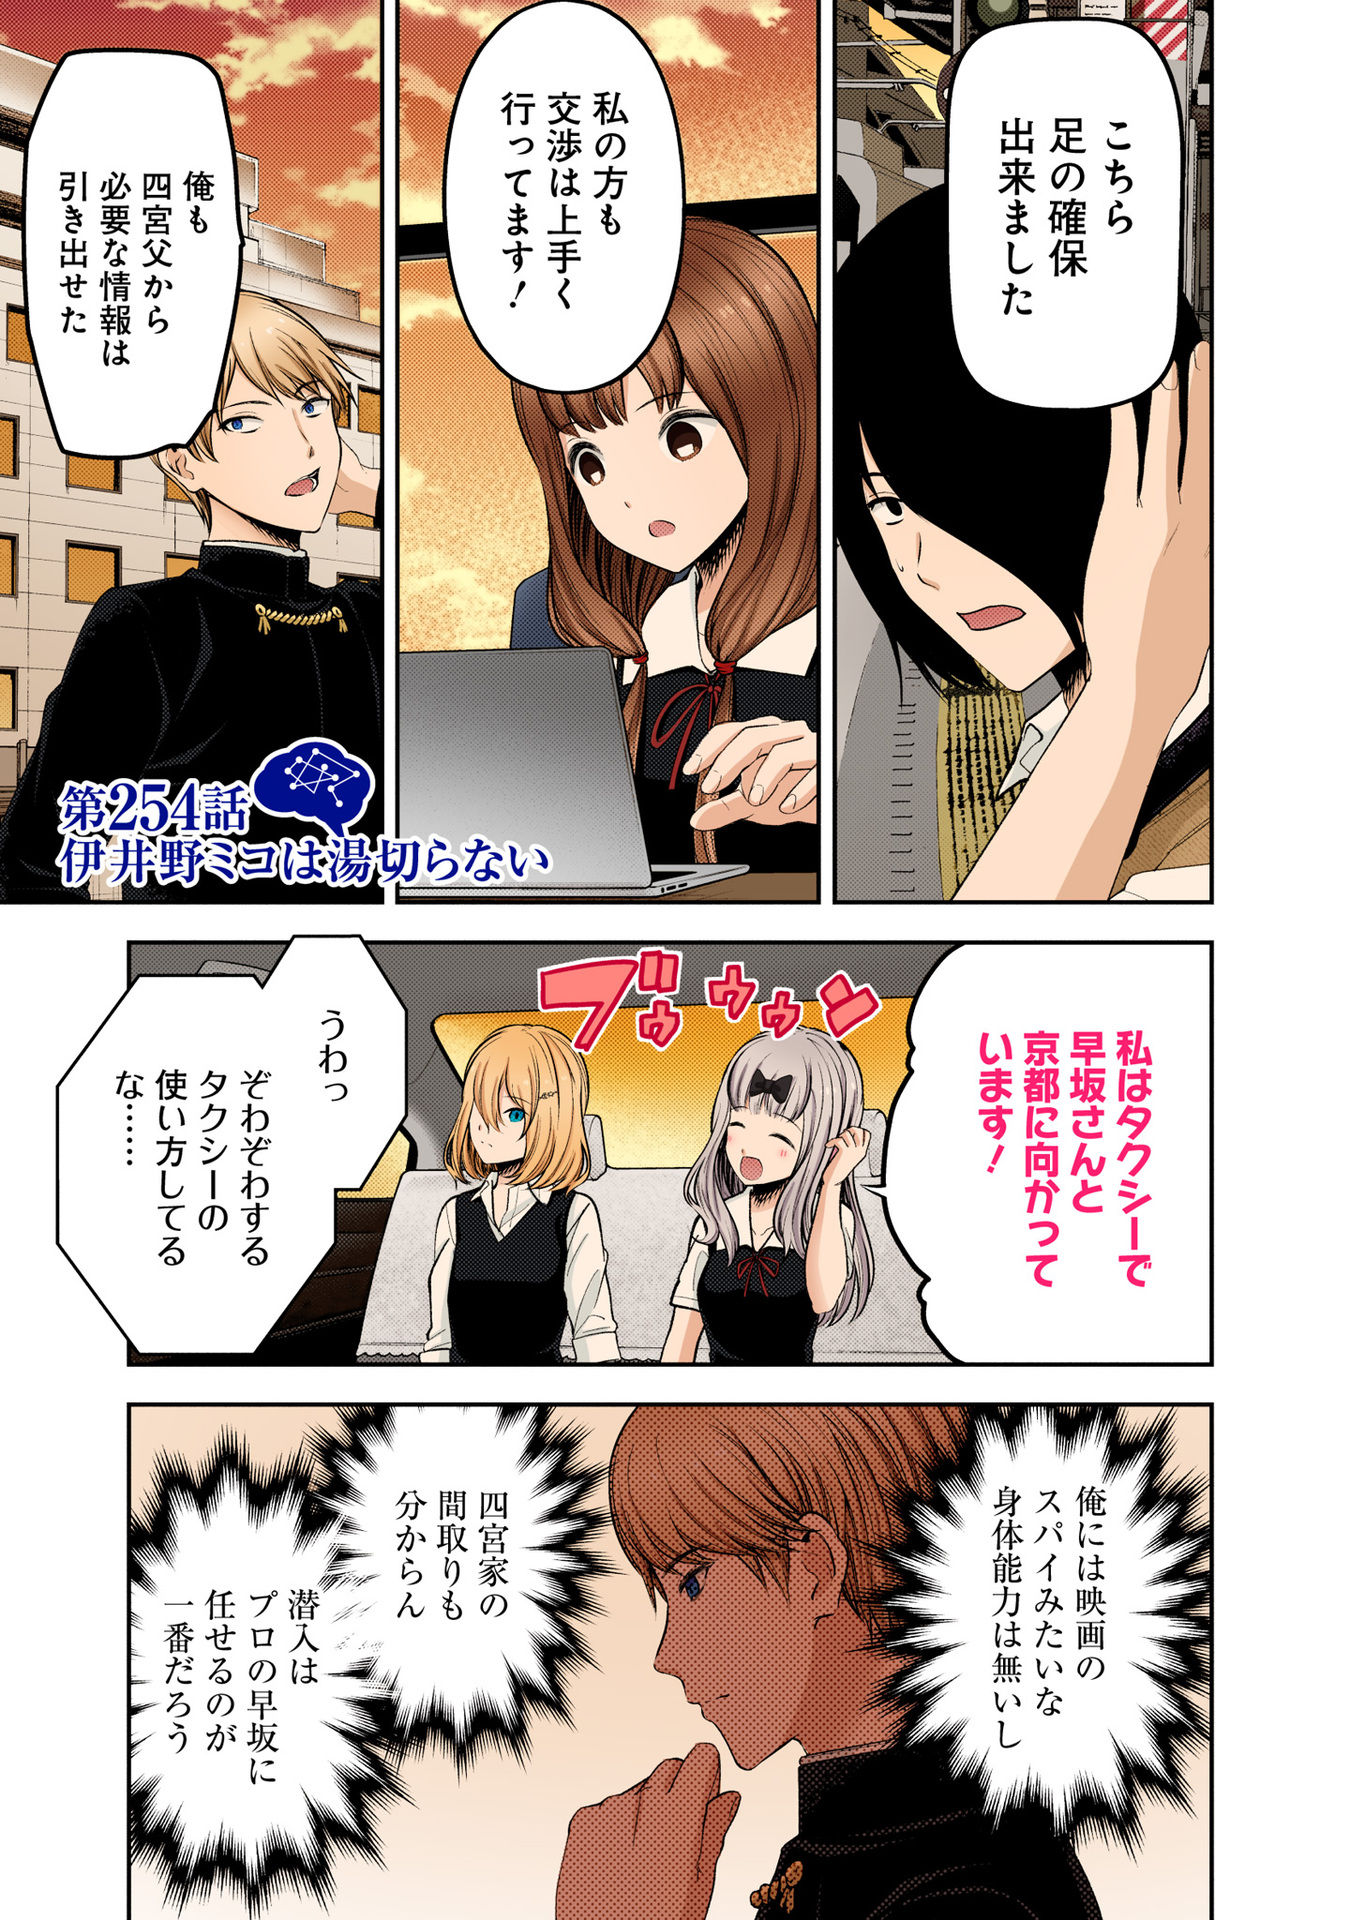 こちら
足の確保
出来ました
私の方も
交渉は上手く
行ってます！
俺も
四宮父から
必要な情報は
引き出せた
第254話
伊井野ミコは湯切らない
私はタクシーで
早坂さんと
京都に向かって
います！
ブゥゥゥン
うわっ
ぞわぞわする
タクシーの
使い方してる
な……
俺には映画の
スパイみたいな
身体能力は無いし
四宮家の
間取りも
分からん
潜入は
プロの早坂に
任せるのが
一番だろう